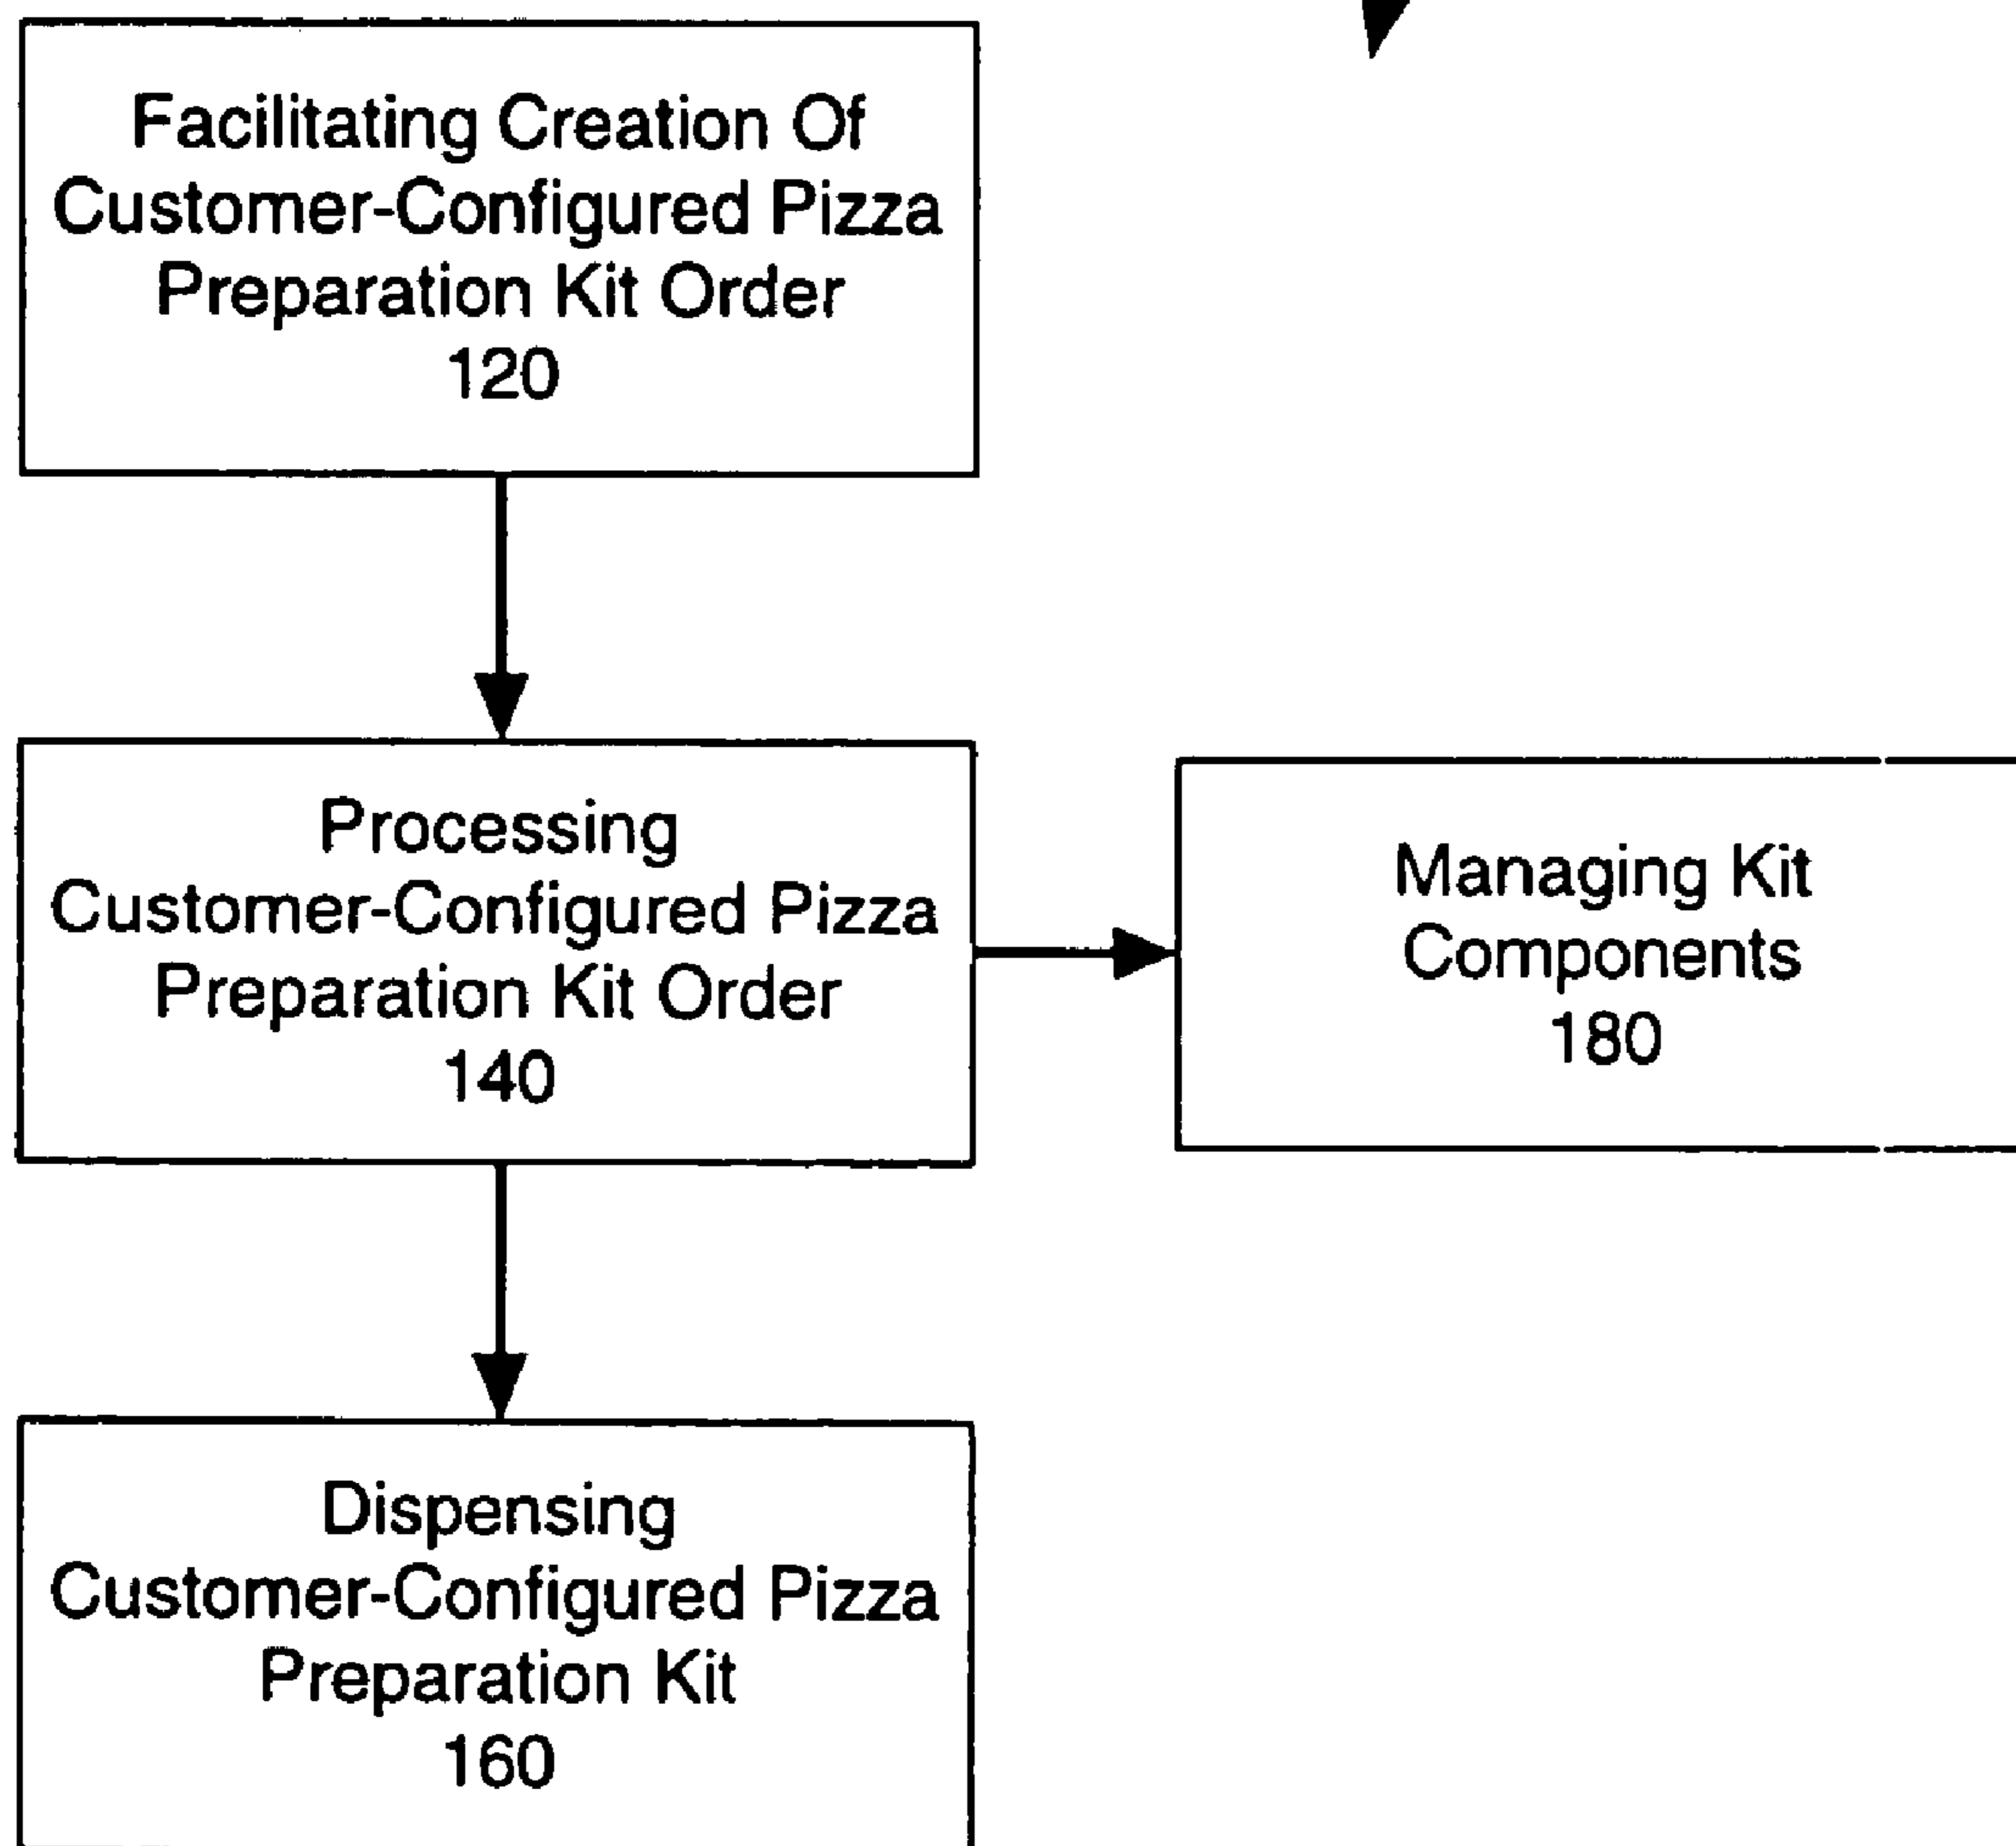 Facilitating Creation Of
Customer-Configured Pizza
Preparation Kit Order
120
Processing
Customer-Configured Pizza
Preparation Kit Order
140
Managing Kit
Components
180
Dispensing
Customer-Configured Pizza
Preparation Kit
160